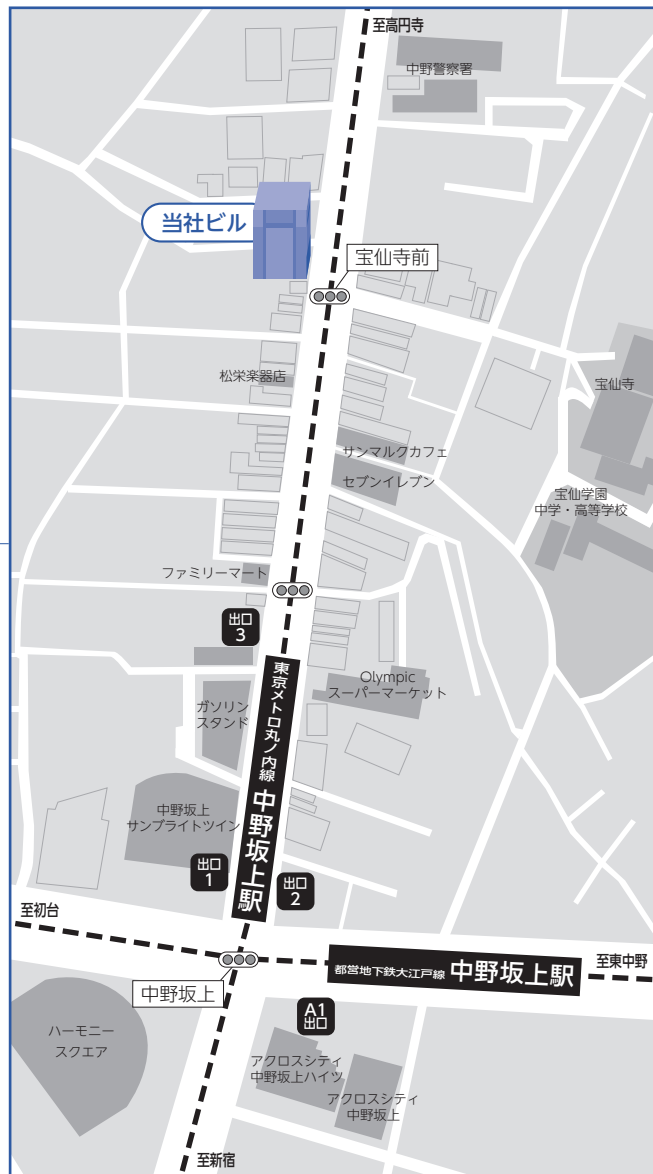 至高円寺
中野警察署
当社ビル
宝仙寺前
松栄楽器店
宝仙寺
サンマルクカフェ
セブンイレブン
宝仙学園
中学・高等学校
ファミリーマート
出口
3
東京メトロ丸ノ内線 中野坂上駅
Olympic
スーパーマーケット
ガソリン
スタンド
中野坂上
サンブライトツイン
出口
1
出口
2
至初台
至東中野
都営地下鉄大江戸線 中野坂上駅
中野坂上
A1
出口
ハーモニー
スクエア
アクロスシティ
中野坂上ハイツ
アクロスシティ
中野坂上
至新宿